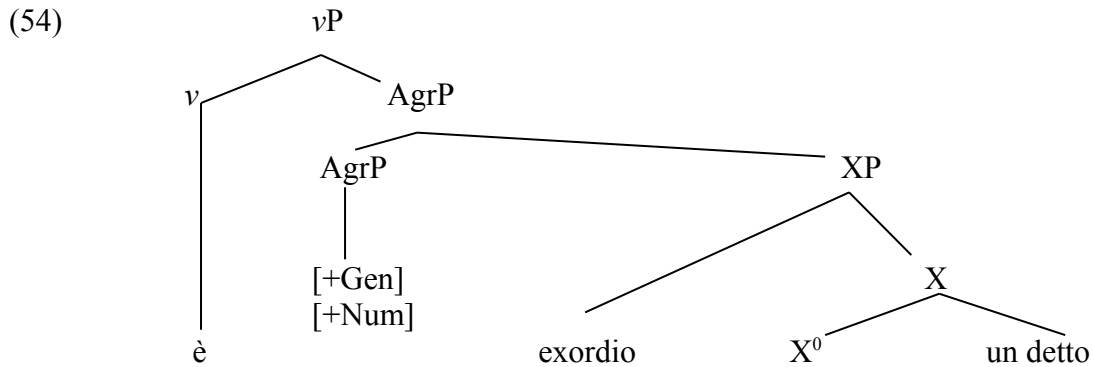 (54) vP
v AgrP
AgrP XP
[+Gen] X
[+Num]
è exordio X⁰ un detto